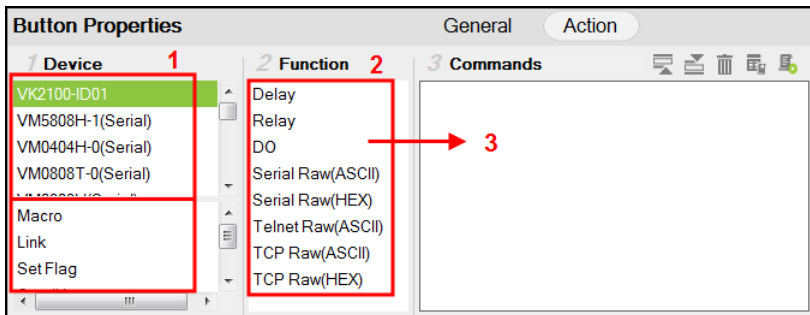 Button Properties General Action
1 Device 1 2 Function 2 3 Commands
VK2100-ID01
VM5808H-1(Serial)
VM0404H-0(Serial)
VM0808T-0(Serial)
Macro
Link
Set Flag
Delay
Relay
DO
Serial Raw(ASCII)
Serial Raw(HEX)
Telnet Raw(ASCII)
TCP Raw(ASCII)
TCP Raw(HEX)
3